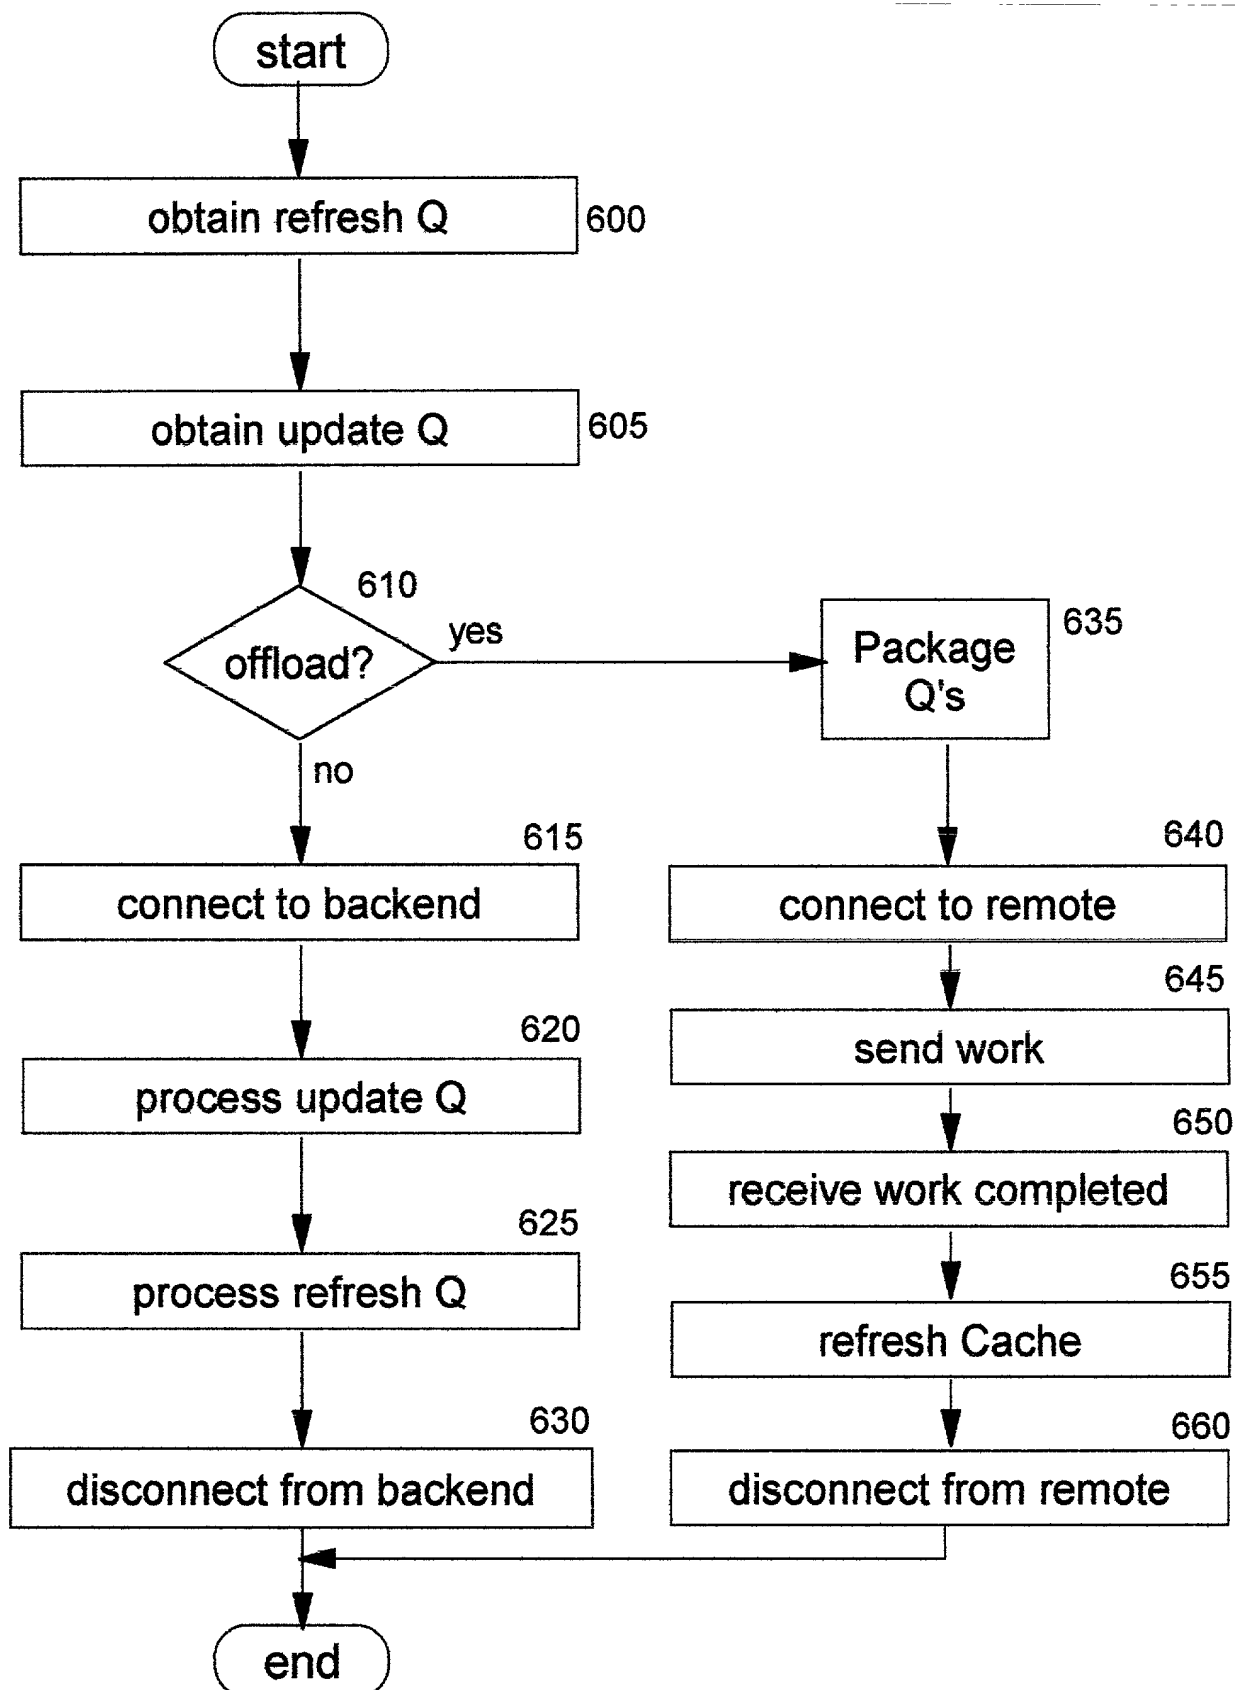 start
obtain refresh Q
600
obtain update Q
605
610
offload?
yes
no
Package
Q's
635
615
connect to backend
620
process update Q
625
process refresh Q
630
disconnect from backend
640
connect to remote
645
send work
650
receive work completed
655
refresh Cache
660
disconnect from remote
end